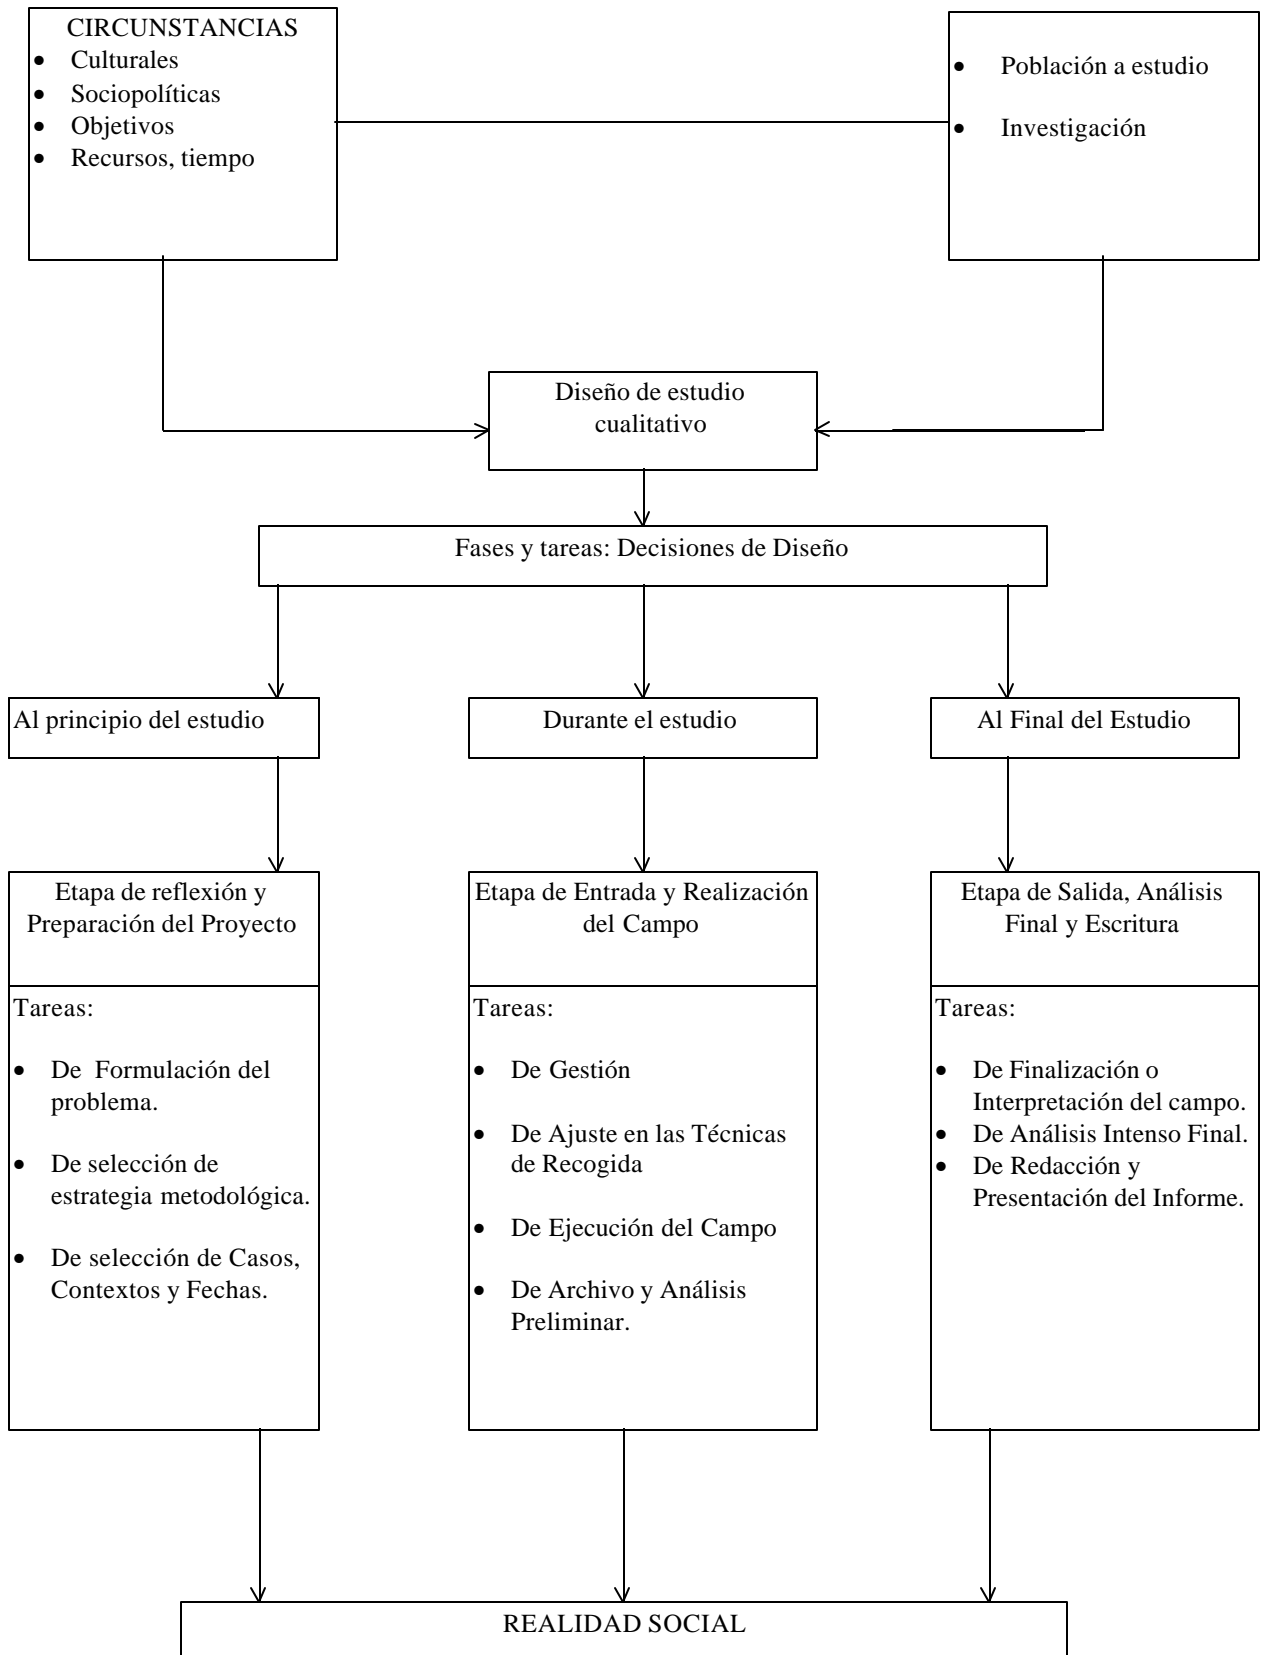 CIRCUNSTANCIAS
• Culturales
• Sociopolíticas
• Objetivos
• Recursos, tiempo
• Población a estudio
• Investigación
Diseño de estudio
cualitativo
Fases y tareas: Decisiones de Diseño
Al principio del estudio
Durante el estudio
Al Final del Estudio
Etapa de reflexión y
Preparación del Proyecto
Tareas:
• De Formulación del
problema.
• De selección de
estrategia metodológica.
• De selección de Casos,
Contextos y Fechas.
Etapa de Entrada y Realización
del Campo
Tareas:
• De Gestión
• De Ajuste en las Técnicas
de Recogida
• De Ejecución del Campo
• De Archivo y Análisis
Preliminar.
Etapa de Salida, Análisis
Final y Escritura
Tareas:
• De Finalización o
Interpretación del campo.
• De Análisis Intenso Final.
• De Redacción y
Presentación del Informe.
REALIDAD SOCIAL